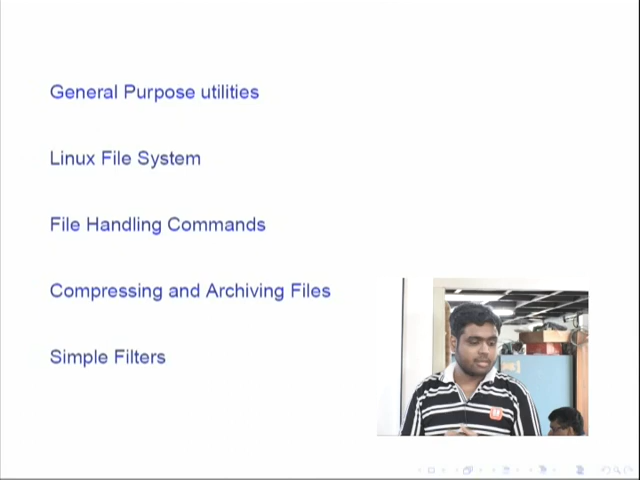 General Purpose utilities
Linux File System
File Handling Commands
Compressing and Archiving Files
Simple Filters